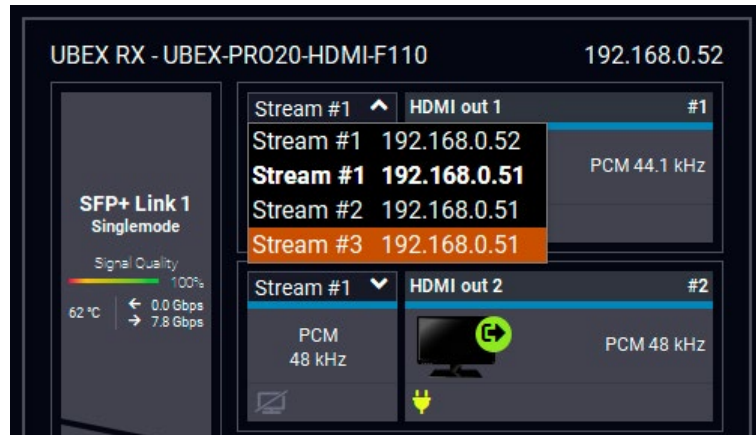 UBEX RX - UBEX-PRO20-HDMI-F110 192.168.0.52
Stream #1 HDMI out 1 #1
Stream #1 192.168.0.52
Stream #1 192.168.0.51
PCM 44.1 kHz
Stream #2 192.168.0.51
Stream #3 192.168.0.51
SFP+ Link 1
Singlemode
Signal Quality
100%
62 °C
← 0.0 Gbps
→ 7.8 Gbps
Stream #1 HDMI out 2 #2
PCM
48 kHz
PCM 48 kHz